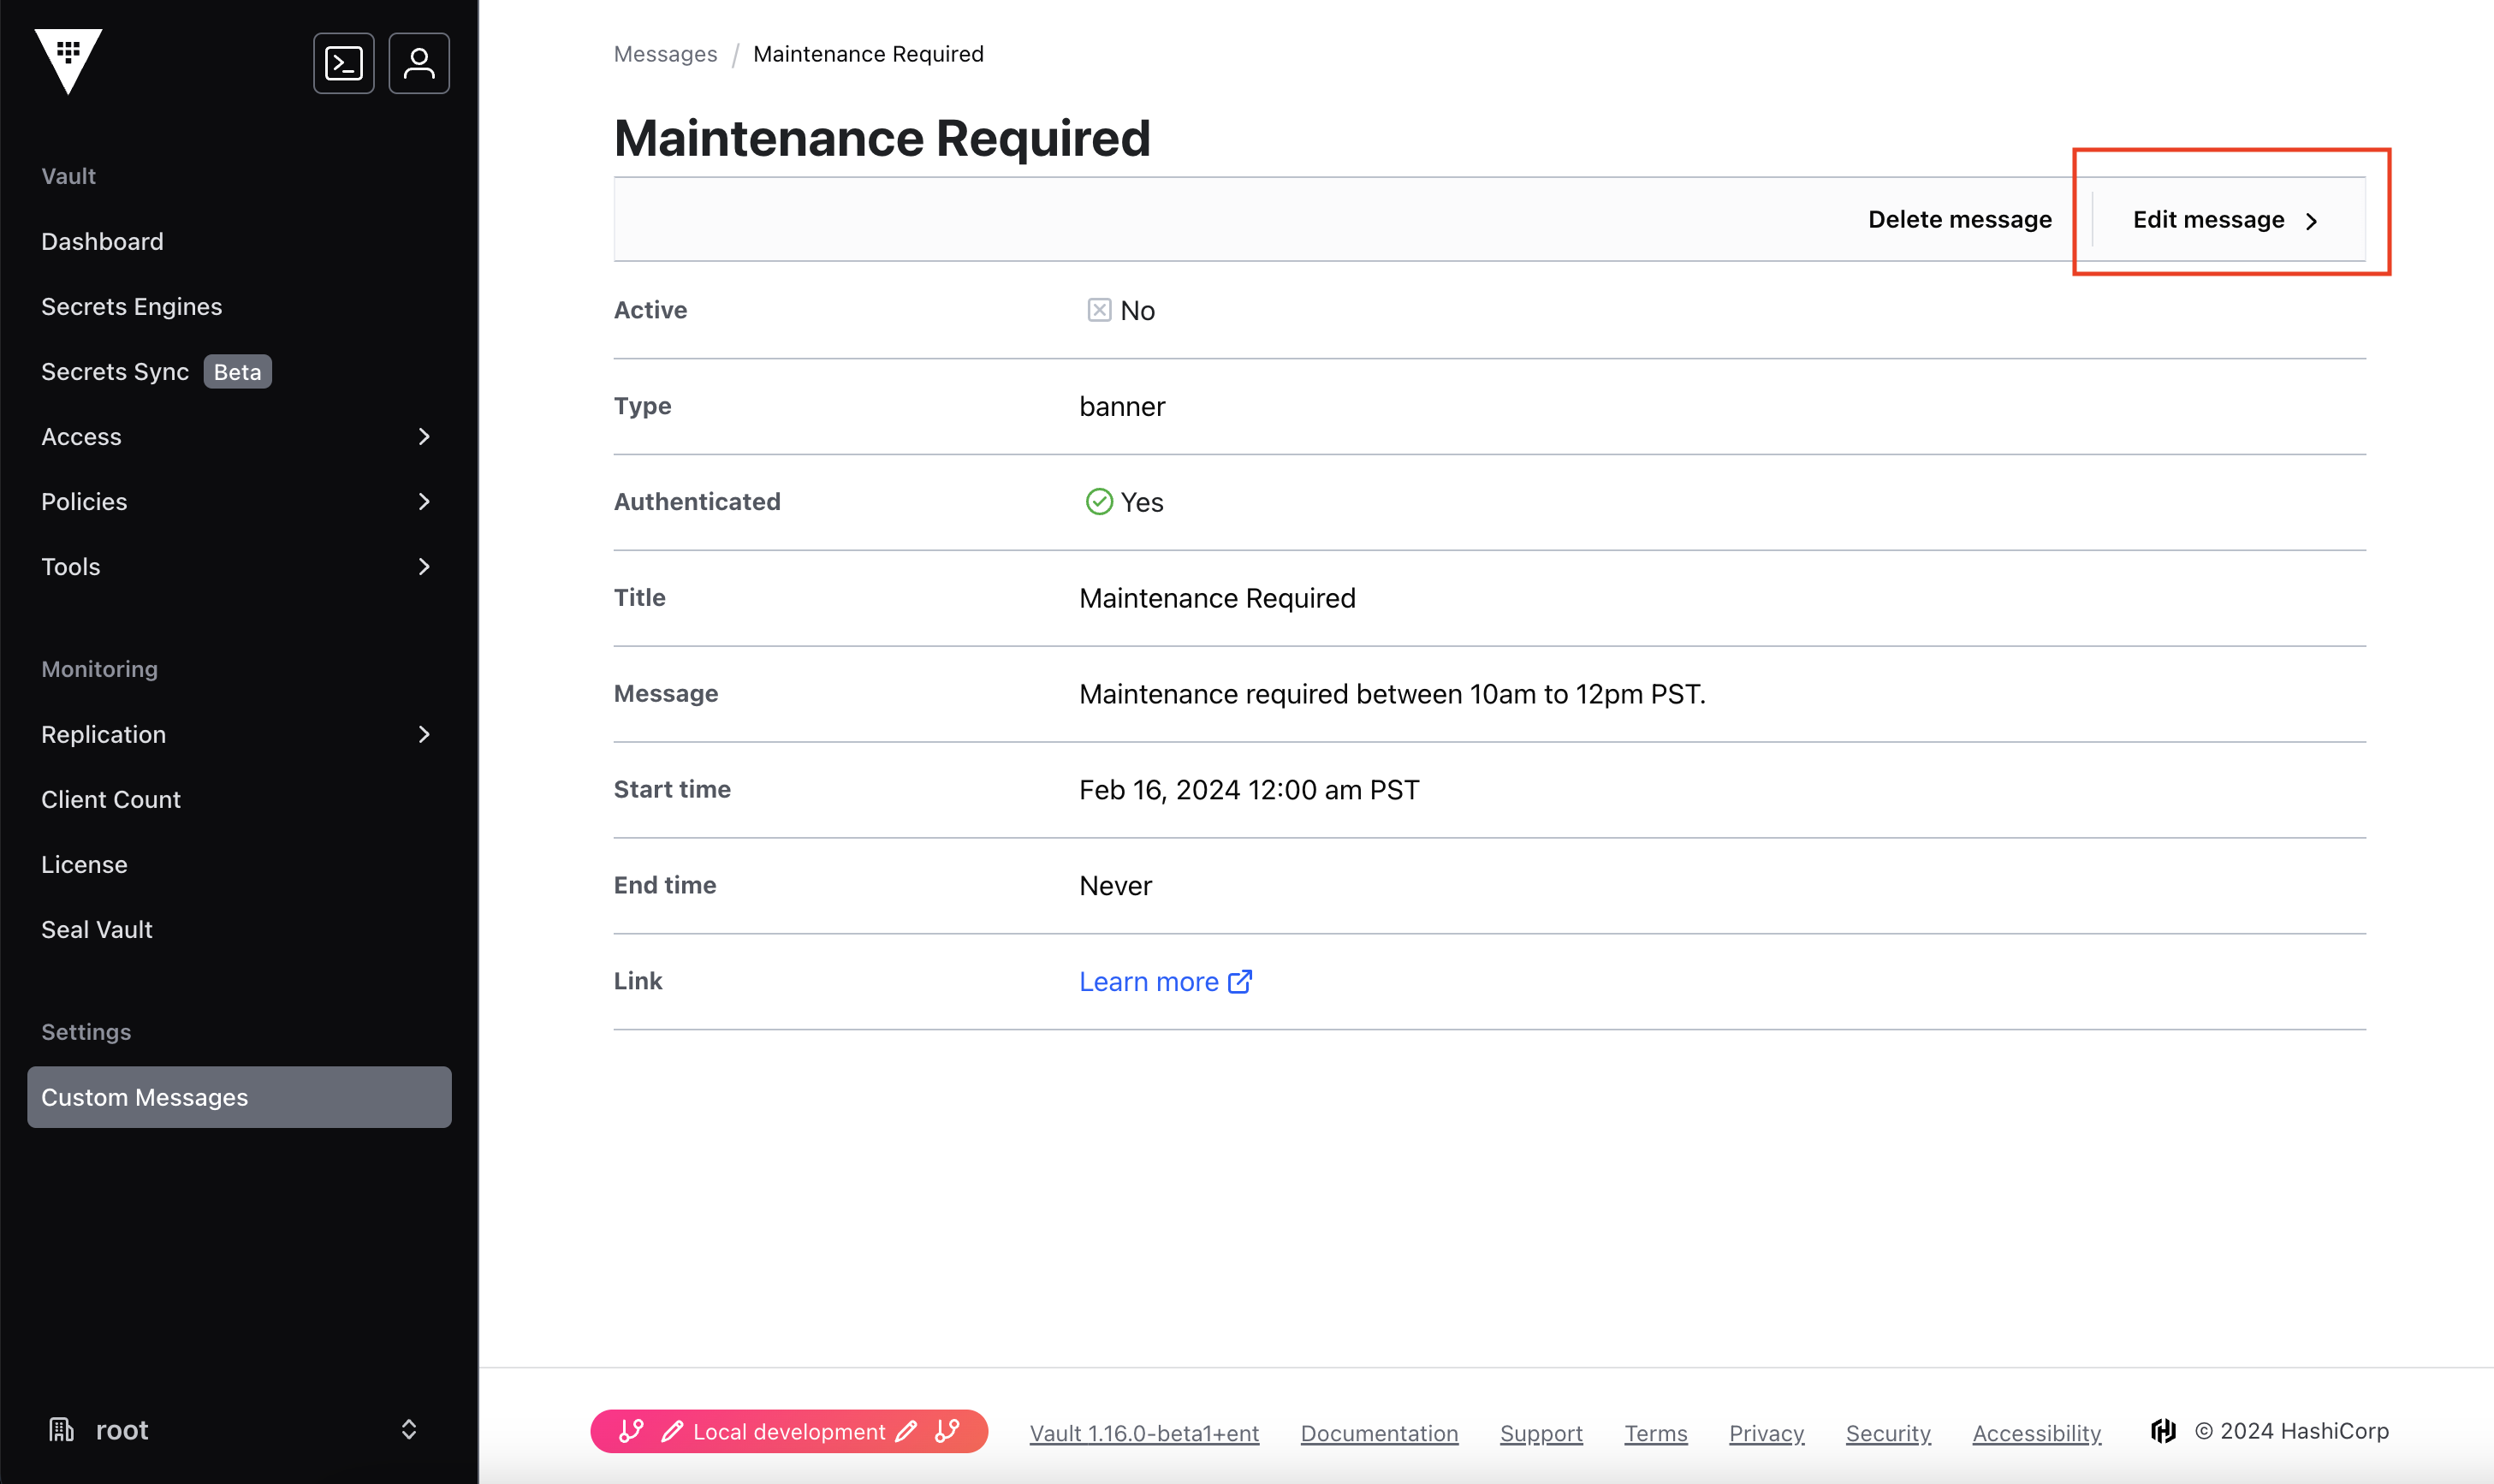 Vault
Dashboard
Secrets Engines
Secrets Sync Beta
Access
Policies
Tools
Monitoring
Replication
Client Count
License
Seal Vault
Settings
Custom Messages
root
Messages / Maintenance Required
Maintenance Required
Delete message Edit message
Active No
Type banner
Authenticated Yes
Title Maintenance Required
Message Maintenance required between 10am to 12pm PST.
Start time Feb 16, 2024 12:00 am PST
End time Never
Link Learn more
Local development Vault 1.16.0-beta1+ent Documentation Support Terms Privacy Security Accessibility © 2024 HashiCorp